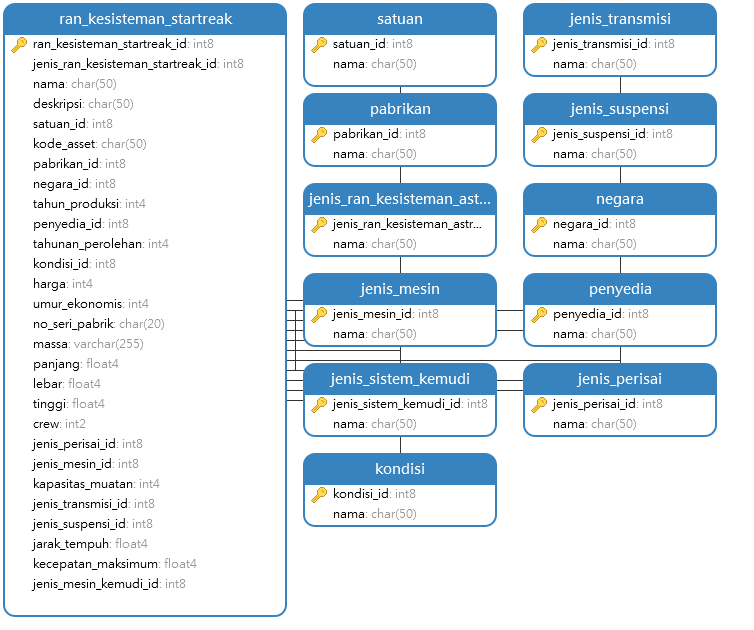 ran_kesisteman_startreak
ran_kesisteman_startreak_id: int8
jenis_ran_kesisteman_startreak_id: int8
nama: char(50)
deskripsi: char(50)
satuan_id: int8
kode_asset: char(50)
pabrikan_id: int8
negara_id: int8
tahun_produksi: int4
penyedia_id: int8
tahunan_perolehan: int4
kondisi_id: int8
harga: int4
umur_ekonomis: int4
no_seri_pabrik: char(20)
massa: varchar(255)
panjang: float4
lebar: float4
tinggi: float4
crew: int2
jenis_perisai_id: int8
jenis_mesin_id: int8
kapasitas_muatan: int4
jenis_transmisi_id: int8
jenis_suspensi_id: int8
jarak_tempuh: float4
kecepatan_maksimum: float4
jenis_mesin_kemudi_id: int8
satuan
satuan_id: int8
nama: char(50)
pabrikan
pabrikan_id: int8
nama: char(50)
jenis_ran_kesisteman_ast...
jenis_ran_kesisteman_astr...
nama: char(50)
jenis_mesin
jenis_mesin_id: int8
nama: char(50)
jenis_sistem_kemudi
jenis_sistem_kemudi_id: int8
nama: char(50)
kondisi
kondisi_id: int8
nama: char(50)
jenis_transmisi
jenis_transmisi_id: int8
nama: char(50)
jenis_suspensi
jenis_suspensi_id: int8
nama: char(50)
negara
negara_id: int8
nama: char(50)
penyedia
penyedia_id: int8
nama: char(50)
jenis_perisai
jenis_perisai_id: int8
nama: char(50)